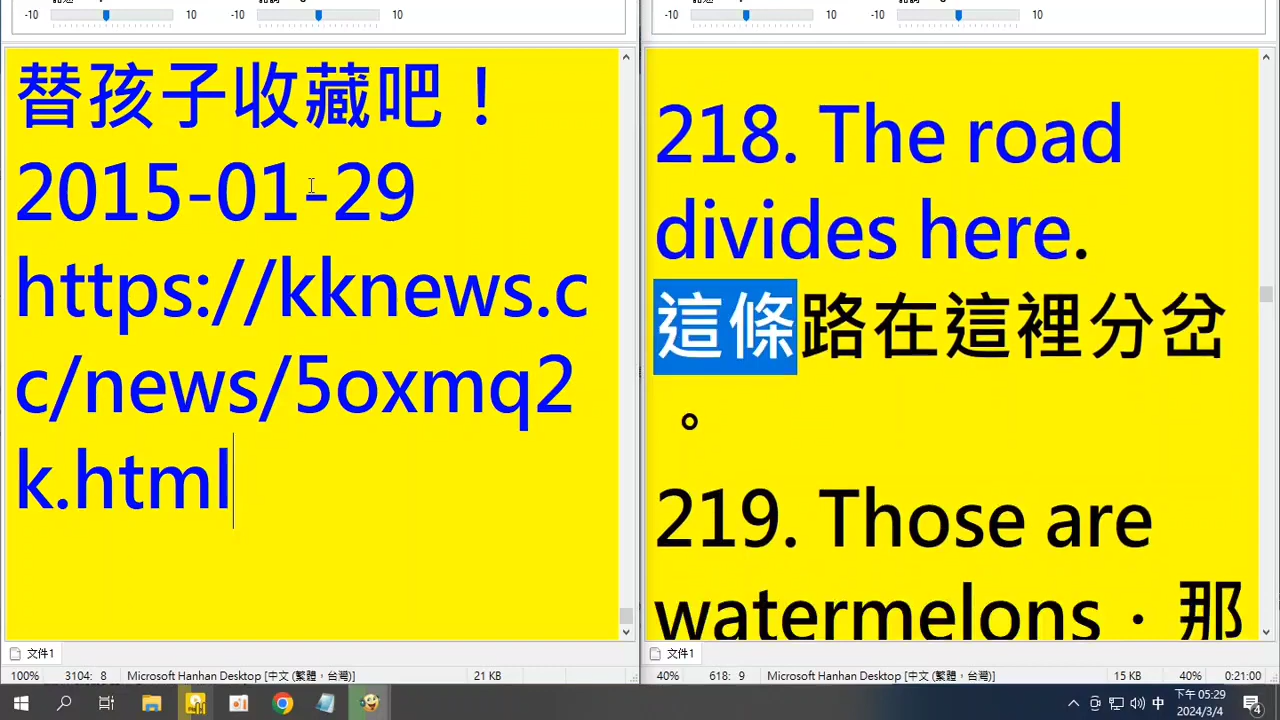 -10
10
-10
10
替孩子收藏吧！
2015-01-29
https://kknews.c
c/news/5oxmq2
k.html
文件1
100%
3104: 8
Microsoft Hanhan Desktop [中文 (繁體，台灣)]
21 KB
-10
10
-10
10
218. The road
divides here.
這條路在這裡分岔
。
219. Those are
watermelons．那
文件1
40%
618: 9
Microsoft Hanhan Desktop [中文 (繁體，台灣)]
15 KB
40%
0:21:00
中
下午 05:29
2024/3/4
4